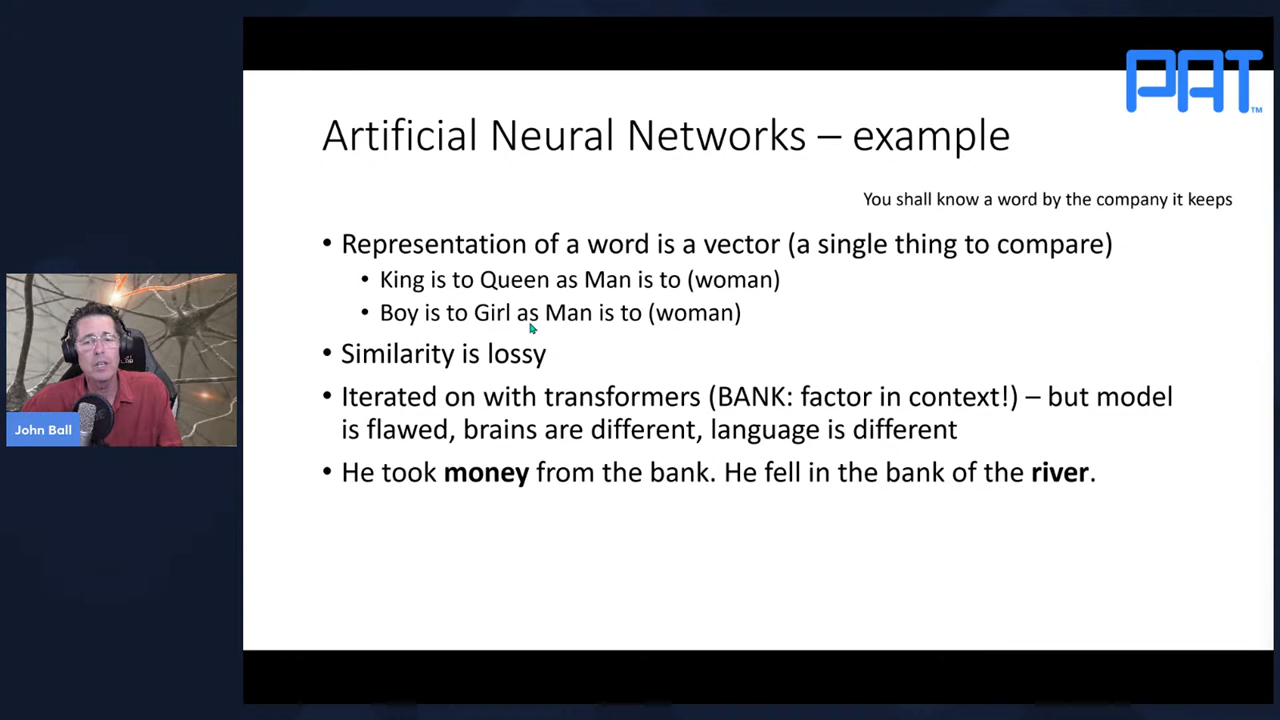 PAT™
Artificial Neural Networks – example
You shall know a word by the company it keeps
• Representation of a word is a vector (a single thing to compare)
• King is to Queen as Man is to (woman)
• Boy is to Girl as Man is to (woman)
• Similarity is lossy
• Iterated on with transformers (BANK: factor in context!) – but model
is flawed, brains are different, language is different
• He took money from the bank. He fell in the bank of the river.
John Ball